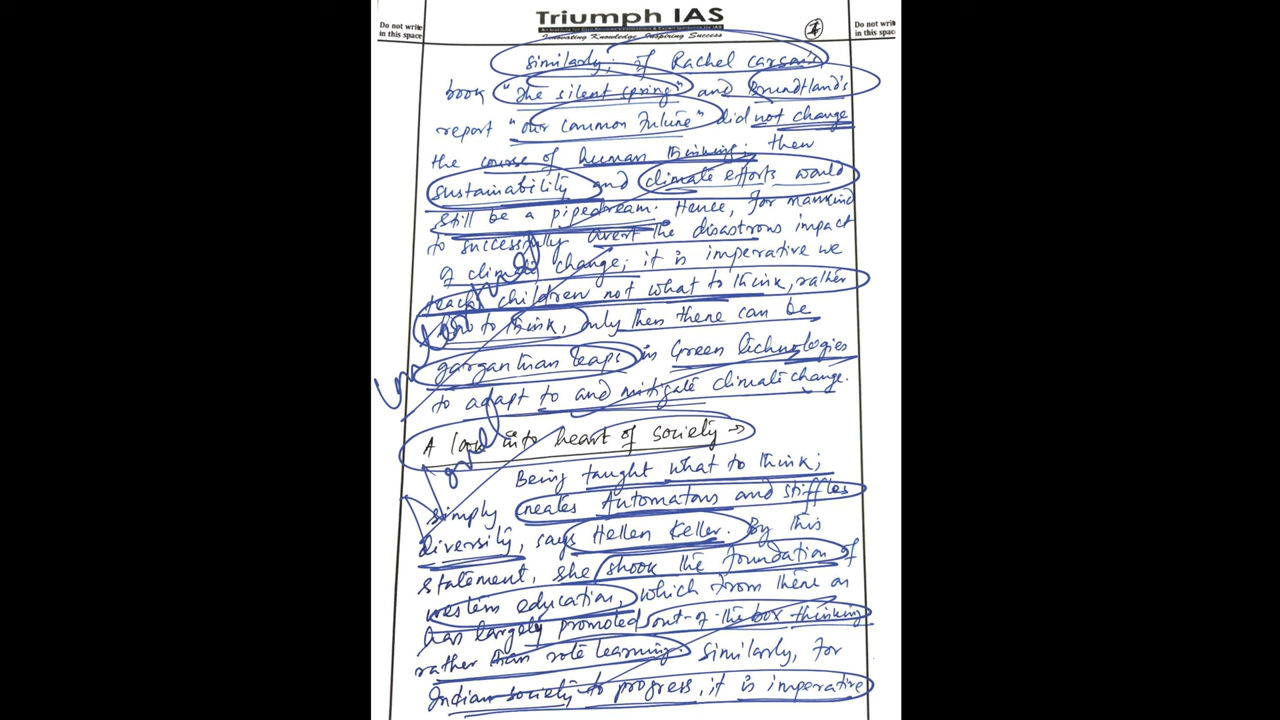 Triumph IAS
Innovating Knowledge Inspiring Success
Do not write
in this space
Do not write
in this space
Similarly, if Rachel Carson's
book "The silent spring" and Brundtland's
report "Our Common Future" did not change
the course of human thinking; then
sustainability and climate efforts would
still be a pipedream. Hence, for mankind
to successfully avert the disastrous impact
of climate change; it is imperative we
teach children not what to think, rather
how to think, only then there can be
gargantuan leaps in Green technologies
to adapt to and mitigate climate change.
A look into heart of society →
Being taught what to think;
simply creates Automatons and stiffles
diversity, says Hellen Keller. By this
statement, she shook the foundation of
western education, which from there on
has largely promoted out-of-the box thinking
rather than rote learning. Similarly, for
Indian society to progress, it is imperative